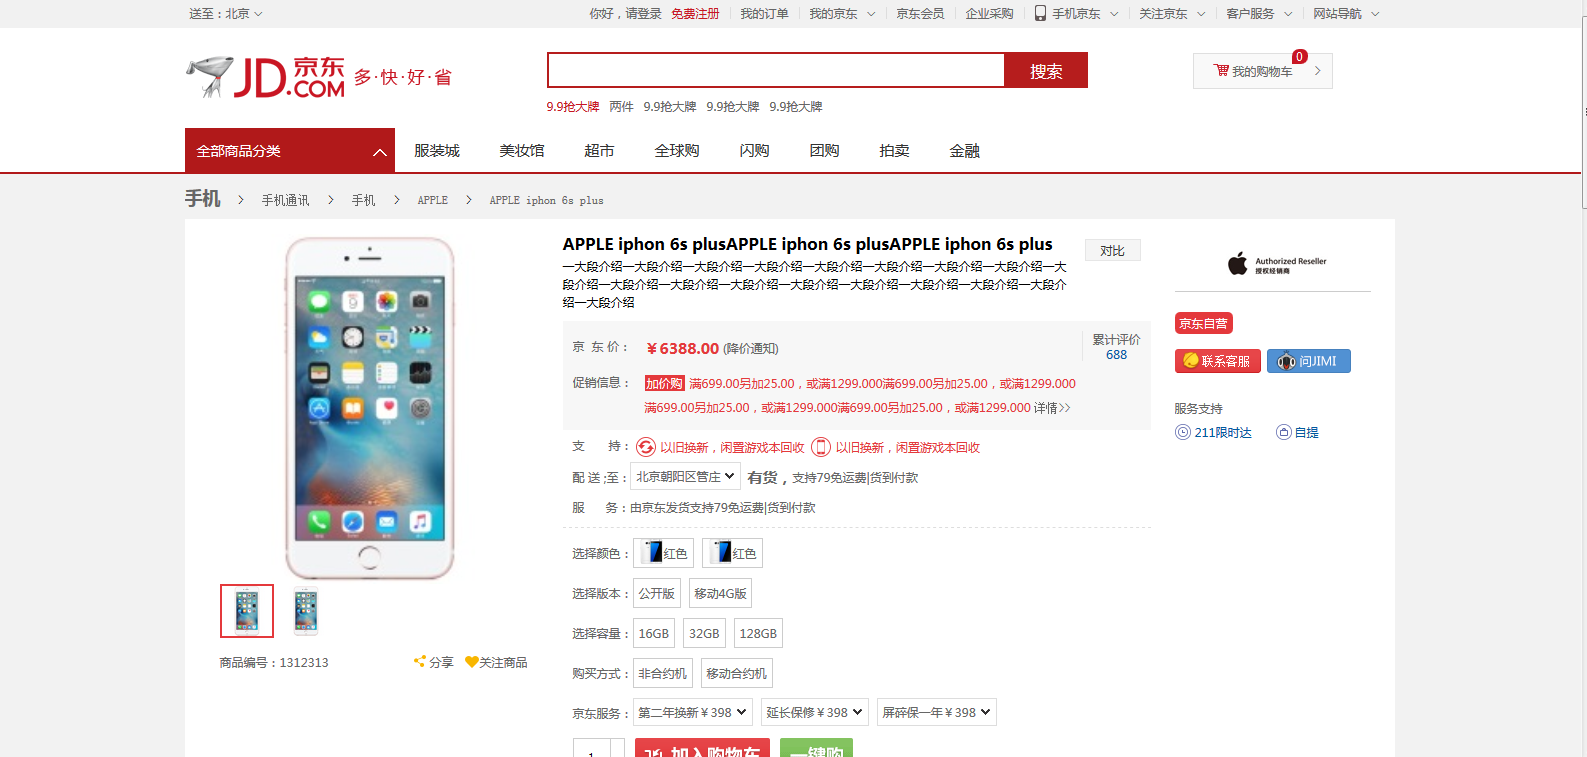 送至：北京
你好，请登录 免费注册 我的订单 我的京东 京东会员 企业采购 手机京东 关注京东 客户服务 网站导航
JD.COM 京东 多·快·好·省
搜索
我的购物车 0
9.9抢大牌 两件 9.9抢大牌 9.9抢大牌 9.9抢大牌
全部商品分类 服装城 美妆馆 超市 全球购 闪购 团购 拍卖 金融
手机 > 手机通讯 > 手机 > APPLE > APPLE iphon 6s plus
APPLE iphon 6s plusAPPLE iphon 6s plusAPPLE iphon 6s plus
对比
一大段介绍一大段介绍一大段介绍一大段介绍一大段介绍一大段介绍一大段介绍一大段介绍一大
段介绍一大段介绍一大段介绍一大段介绍一大段介绍一大段介绍一大段介绍一大段介绍一大段介
绍一大段介绍
Authorized Reseller
授权经销商
京 东 价： ￥6388.00 (降价通知)
累计评价
688
促销信息： 加价购 满699.00另加25.00，或满1299.000满699.00另加25.00，或满1299.000
满699.00另加25.00，或满1299.000满699.00另加25.00，或满1299.000 详情>>
京东自营
联系客服 问JIMI
服务支持
211限时达 自提
支 持： 以旧换新，闲置游戏本回收 以旧换新，闲置游戏本回收
配 送 ;至： 北京朝阳区管庄 有货， 支持79免运费|货到付款
服 务：由京东发货支持79免运费|货到付款
选择颜色： 红色 红色
选择版本： 公开版 移动4G版
选择容量： 16GB 32GB 128GB
购买方式： 非合约机 移动合约机
京东服务： 第二年换新￥398 延长保修￥398 屏碎保一年￥398
1 加入购物车 一键购
商品编号：1312313 分享 关注商品